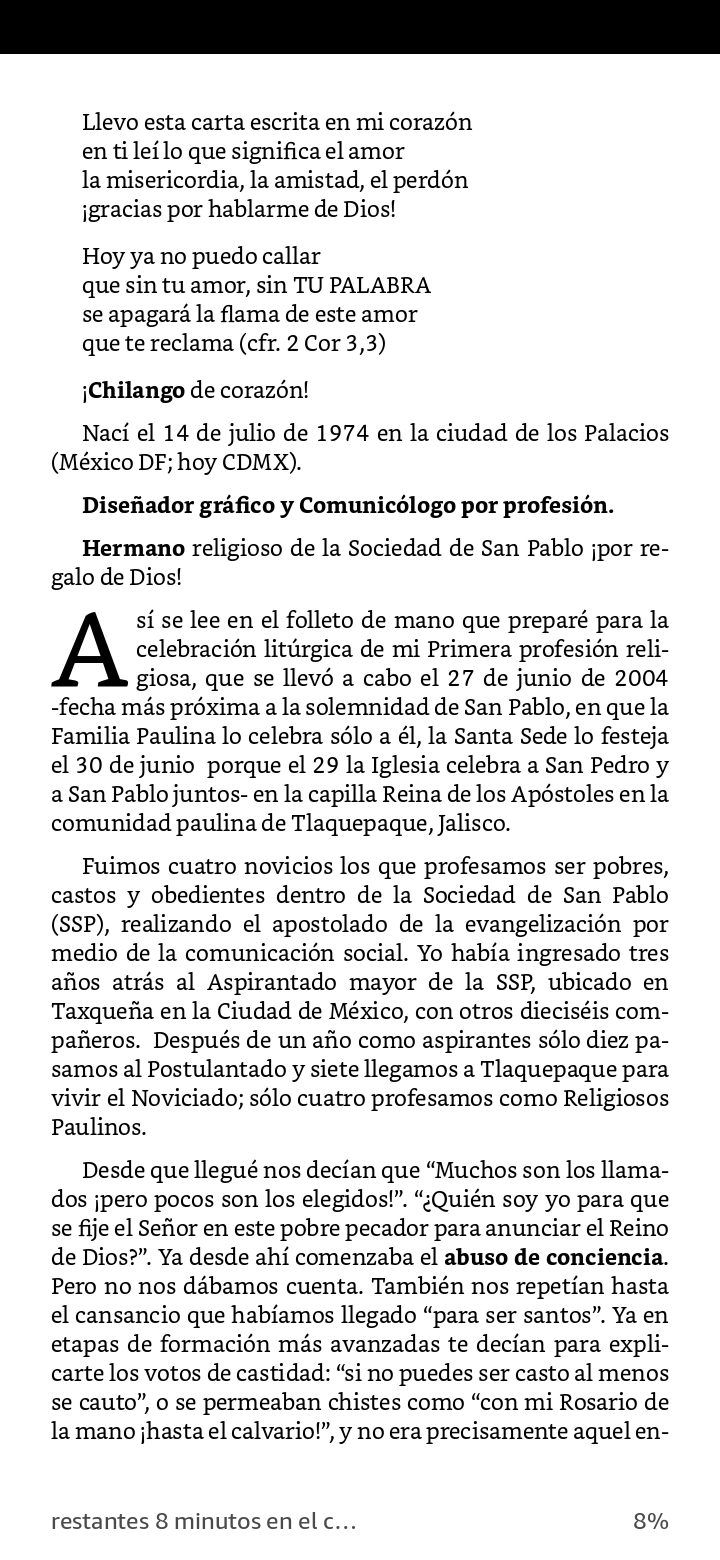 Llevo esta carta escrita en mi corazón
en ti leí lo que significa el amor
la misericordia, la amistad, el perdón
¡gracias por hablarme de Dios!
Hoy ya no puedo callar
que sin tu amor, sin TU PALABRA
se apagará la flama de este amor
que te reclama (cfr. 2 Cor 3,3)
¡Chilango de corazón!
Nací el 14 de julio de 1974 en la ciudad de los Palacios
(México DF; hoy CDMX).
Diseñador gráfico y Comunicólogo por profesión.
Hermano religioso de la Sociedad de San Pablo ¡por re-
galo de Dios!
Así se lee en el folleto de mano que preparé para la
celebración litúrgica de mi Primera profesión reli-
giosa, que se llevó a cabo el 27 de junio de 2004
-fecha más próxima a la solemnidad de San Pablo, en que la
Familia Paulina lo celebra sólo a él, la Santa Sede lo festeja
el 30 de junio  porque el 29 la Iglesia celebra a San Pedro y
a San Pablo juntos- en la capilla Reina de los Apóstoles en la
comunidad paulina de Tlaquepaque, Jalisco.
Fuimos cuatro novicios los que profesamos ser pobres,
castos y obedientes dentro de la Sociedad de San Pablo
(SSP), realizando el apostolado de la evangelización por
medio de la comunicación social. Yo había ingresado tres
años atrás al Aspirantado mayor de la SSP, ubicado en
Taxqueña en la Ciudad de México, con otros dieciséis com-
pañeros.  Después de un año como aspirantes sólo diez pa-
samos al Postulantado y siete llegamos a Tlaquepaque para
vivir el Noviciado; sólo cuatro profesamos como Religiosos
Paulinos.
Desde que llegué nos decían que “Muchos son los llama-
dos ¡pero pocos son los elegidos!”. “¿Quién soy yo para que
se fije el Señor en este pobre pecador para anunciar el Reino
de Dios?”. Ya desde ahí comenzaba el abuso de conciencia.
Pero no nos dábamos cuenta. También nos repetían hasta
el cansancio que habíamos llegado “para ser santos”. Ya en
etapas de formación más avanzadas te decían para expli-
carte los votos de castidad: “si no puedes ser casto al menos
se cauto”, o se permeaban chistes como “con mi Rosario de
la mano ¡hasta el calvario!”, y no era precisamente aquel en-
restantes 8 minutos en el c…
8%